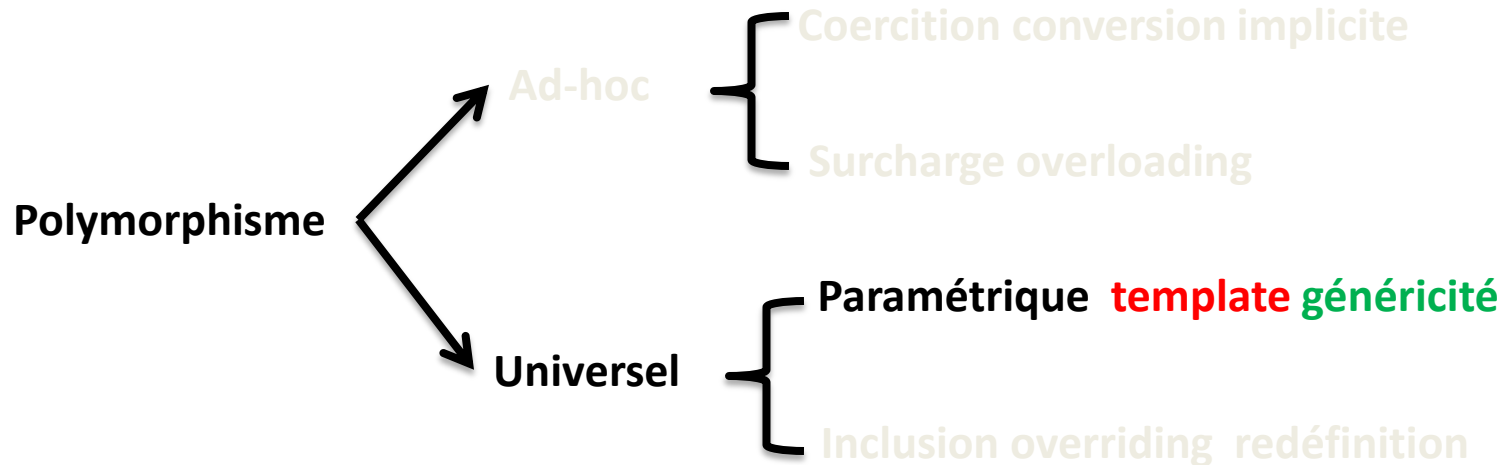 Coercition conversion implicite
Ad-hoc
Surcharge overloading
Polymorphisme
Paramétrique template généricité
Universel
Inclusion overriding redéfinition